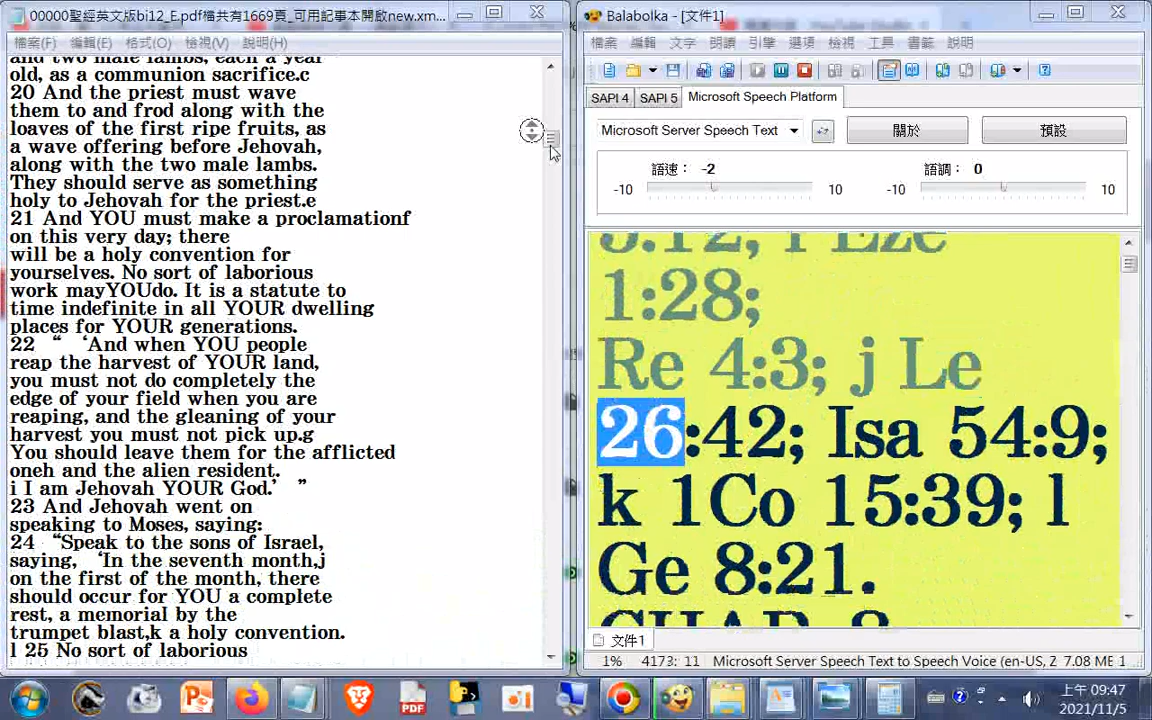 00000聖經英文版bi12_E.pdf檔共有1669頁_可用記事本開啟new.xm...
檔案(F) 編輯(E) 格式(O) 檢視(V) 說明(H)
and two male lambs, each a year
old, as a communion sacrifice.c
20 And the priest must wave
them to and frod along with the
loaves of the first ripe fruits, as
a wave offering before Jehovah,
along with the two male lambs.
They should serve as something
holy to Jehovah for the priest.e
21 And YOU must make a proclamationf
on this very day; there
will be a holy convention for
yourselves. No sort of laborious
work mayYOUdo. It is a statute to
time indefinite in all YOUR dwelling
places for YOUR generations.
22 “ ‘And when YOU people
reap the harvest of YOUR land,
you must not do completely the
edge of your field when you are
reaping, and the gleaning of your
harvest you must not pick up.g
You should leave them for the afflicted
oneh and the alien resident.
i I am Jehovah YOUR God.’ ”
23 And Jehovah went on
speaking to Moses, saying:
24 “Speak to the sons of Israel,
saying, ‘In the seventh month,j
on the first of the month, there
should occur for YOU a complete
rest, a memorial by the
trumpet blast,k a holy convention.
l 25 No sort of laborious
Balabolka - [文件1]
檔案 編輯 文字 朗讀 引擎 選項 檢視 工具 書籤 說明
SAPI 4 SAPI 5 Microsoft Speech Platform
Microsoft Server Speech Text 關於 預設
語速: -2 語調: 0
-10 10 -10 10
5:12; 
1:28;
Re 4:3; j Le
26:42; Isa 54:9;
k 1Co 15:39; l
Ge 8:21.
文件1
1% 4173: 11 Microsoft Server Speech Text to Speech Voice (en-US, 2 7.08 ME 1
PDF
上午 09:47
2021/11/5